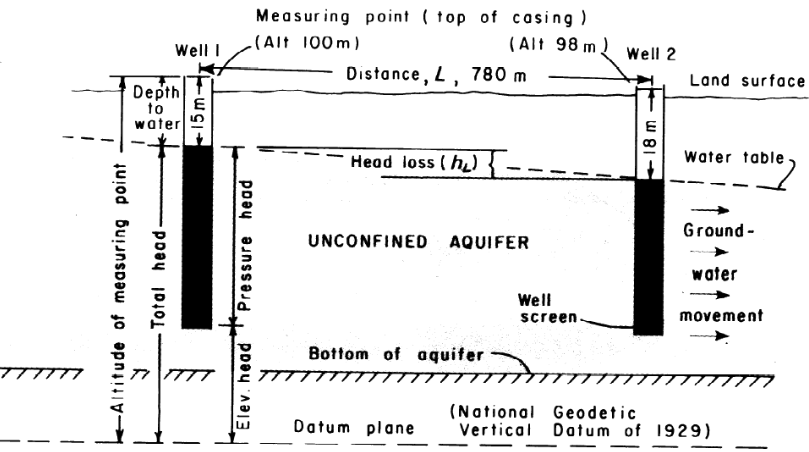 Measuring point ( top of casing )
Well 1
(Alt 100m)
(Alt 98m)
Well 2
Distance, L, 780 m
Land surface
Depth
to
water
15m
18 m
Head loss (hL)
Water table
Altitude of measuring point
Total head
Pressure head
Elev. head
UNCONFINED AQUIFER
Ground-
water
movement
Well
screen
Bottom of aquifer
Datum plane
(National Geodetic
Vertical Datum of 1929)